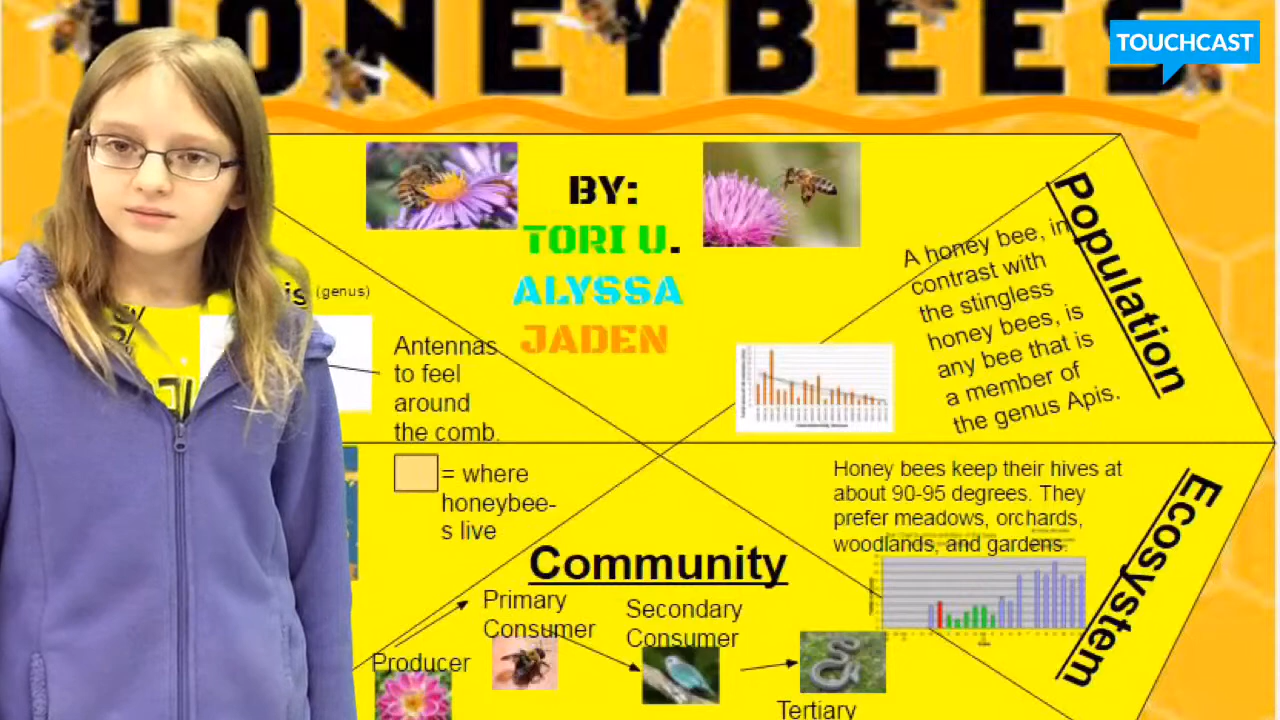 HONEYBEES
TOUCHCAST
BY:
TORI U.
ALYSSA
JADEN
(genus)
Antennas
to feel
around
the comb.
= where
honeybee-
s live
Population
A honey bee, in
contrast with
the stingless
honey bees, is
any bee that is
a member of
the genus Apis.
Honey bees keep their hives at
about 90-95 degrees. They
prefer meadows, orchards,
woodlands, and gardens.
Ecosystem
Community
Primary
Consumer
Secondary
Consumer
Producer
Tertiary